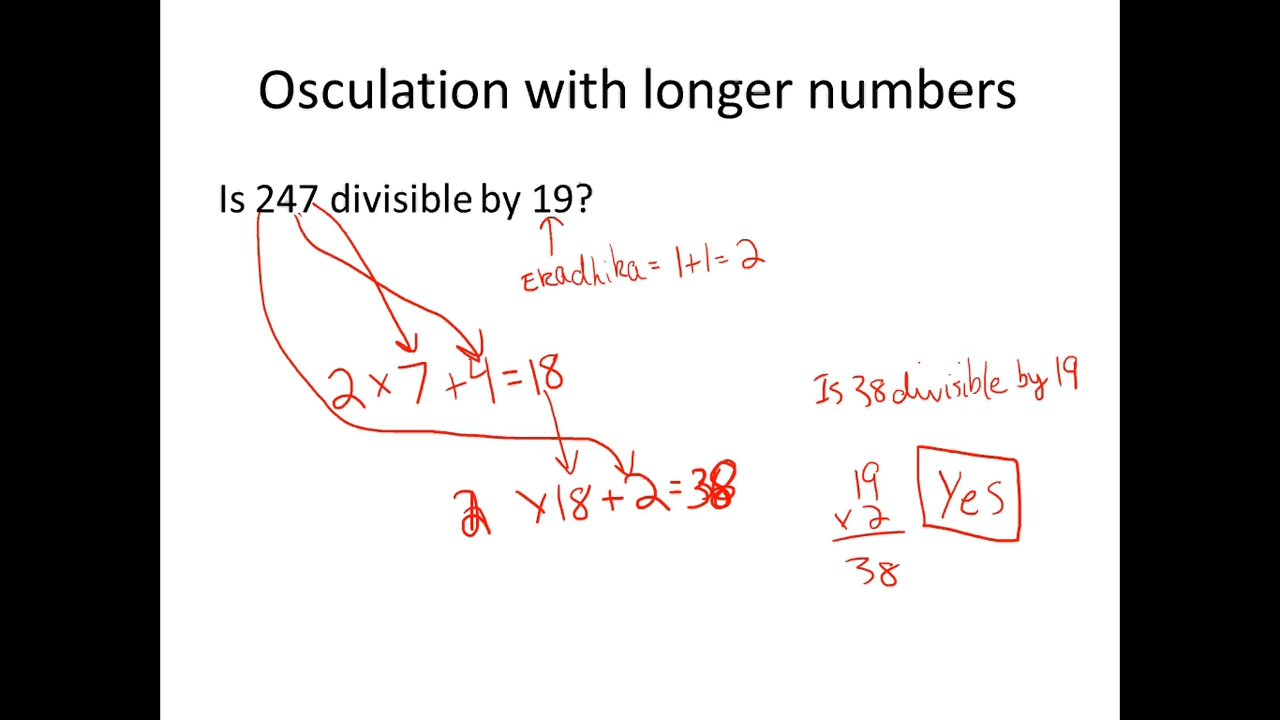 Osculation with longer numbers
Is 247 divisible by 19?
Ekadhika = 1+1=2
2 × 7 + 4 = 18
Is 38 divisible by 19
2 × 18 + 2 = 38
19
× 2
38
Yes